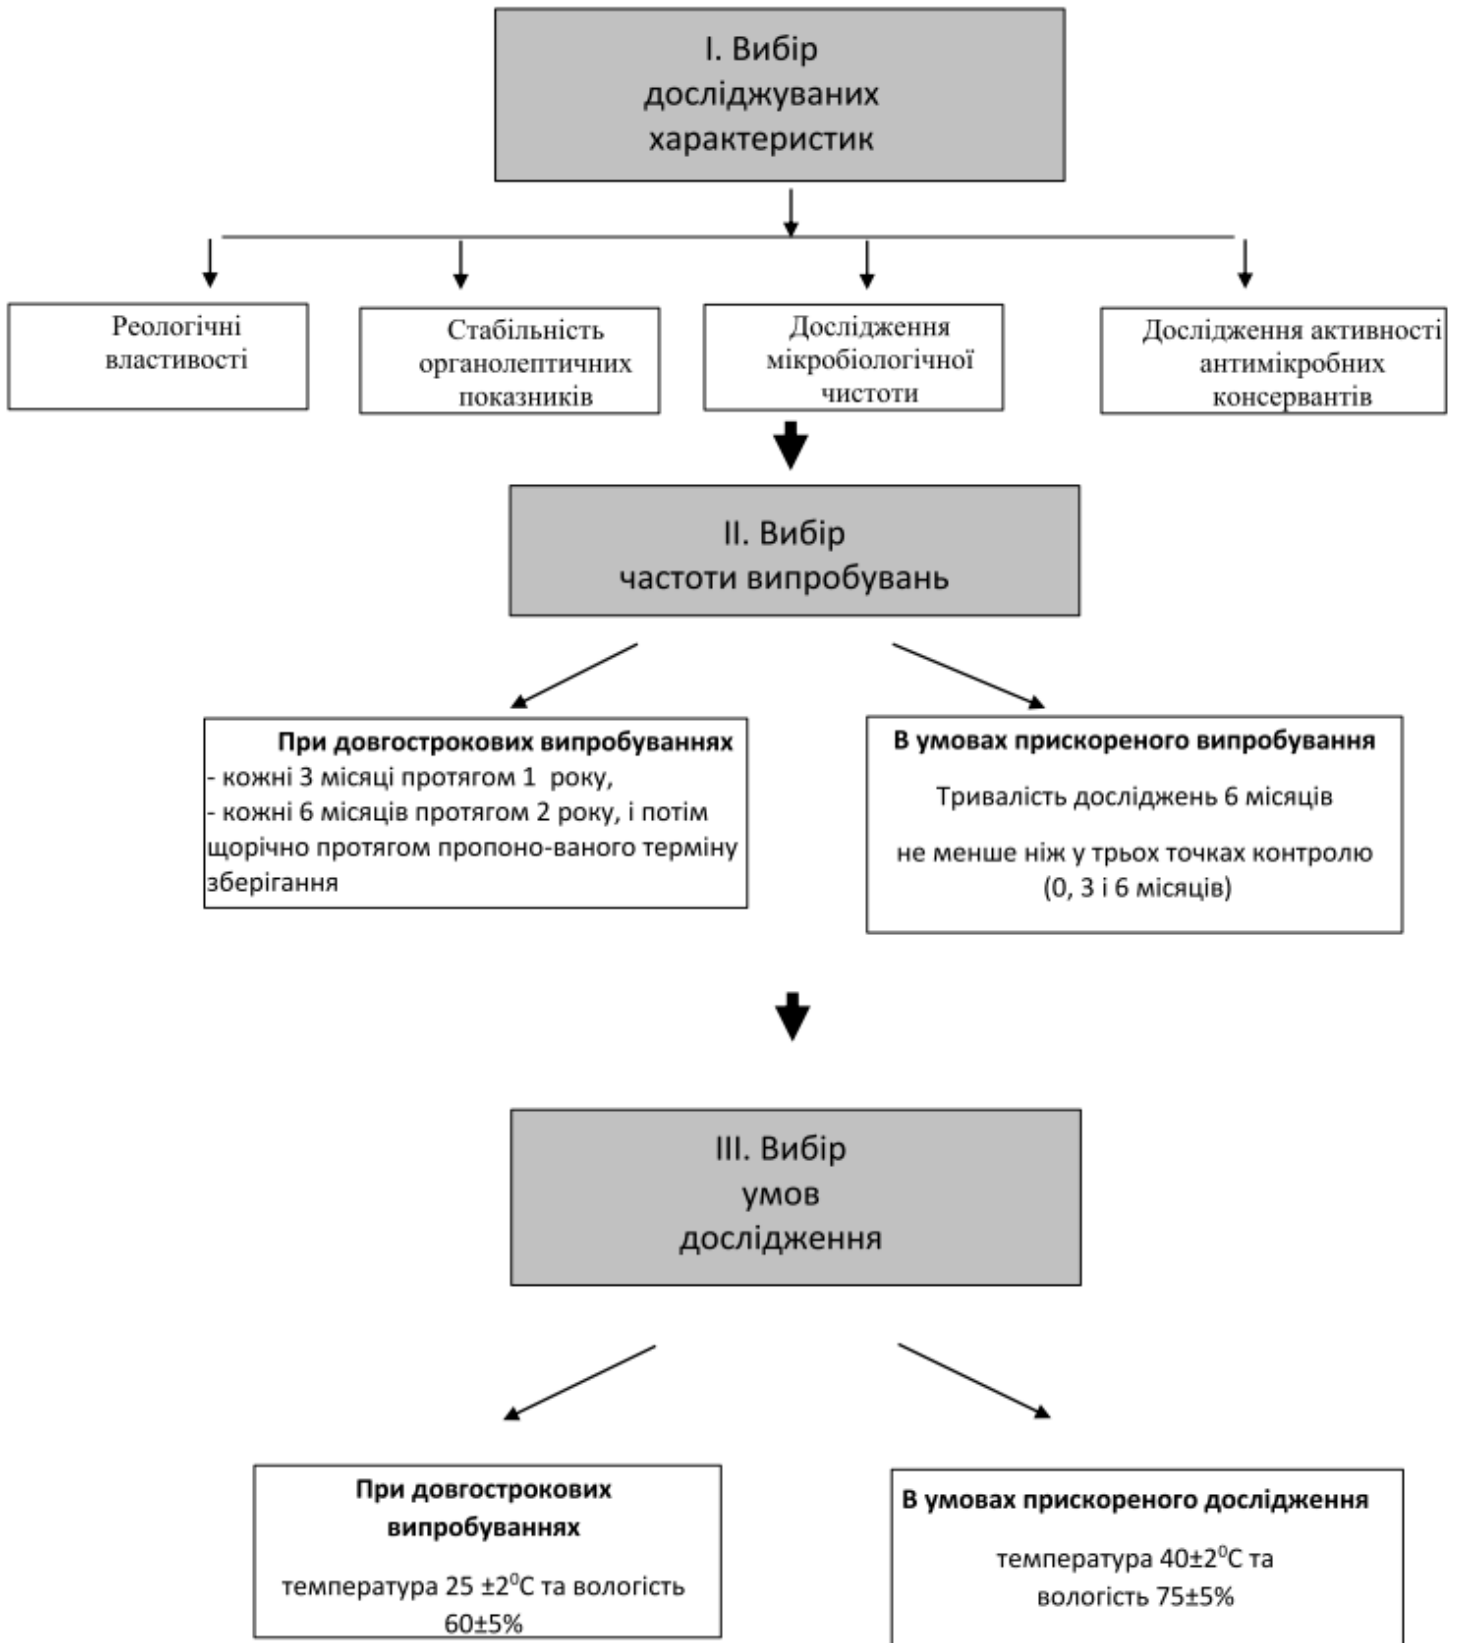 I. Вибір
досліджуваних
характеристик
Реологічні
властивості
Стабільність
органолептичних
показників
Дослідження
мікробіологічної
чистоти
Дослідження активності
антимікробних
консервантів
II. Вибір
частоти випробувань
При довгострокових випробуваннях
- кожні 3 місяці протягом 1 року,
- кожні 6 місяців протягом 2 року, і потім
щорічно протягом пропоно-ваного терміну
зберігання
В умовах прискореного випробування
Тривалість досліджень 6 місяців
не менше ніж у трьох точках контролю
(0, 3 і 6 місяців)
III. Вибір
умов
дослідження
При довгострокових
випробуваннях
температура 25 ±2⁰С та вологість
60±5%
В умовах прискореного дослідження
температура 40±2⁰С та
вологість 75±5%